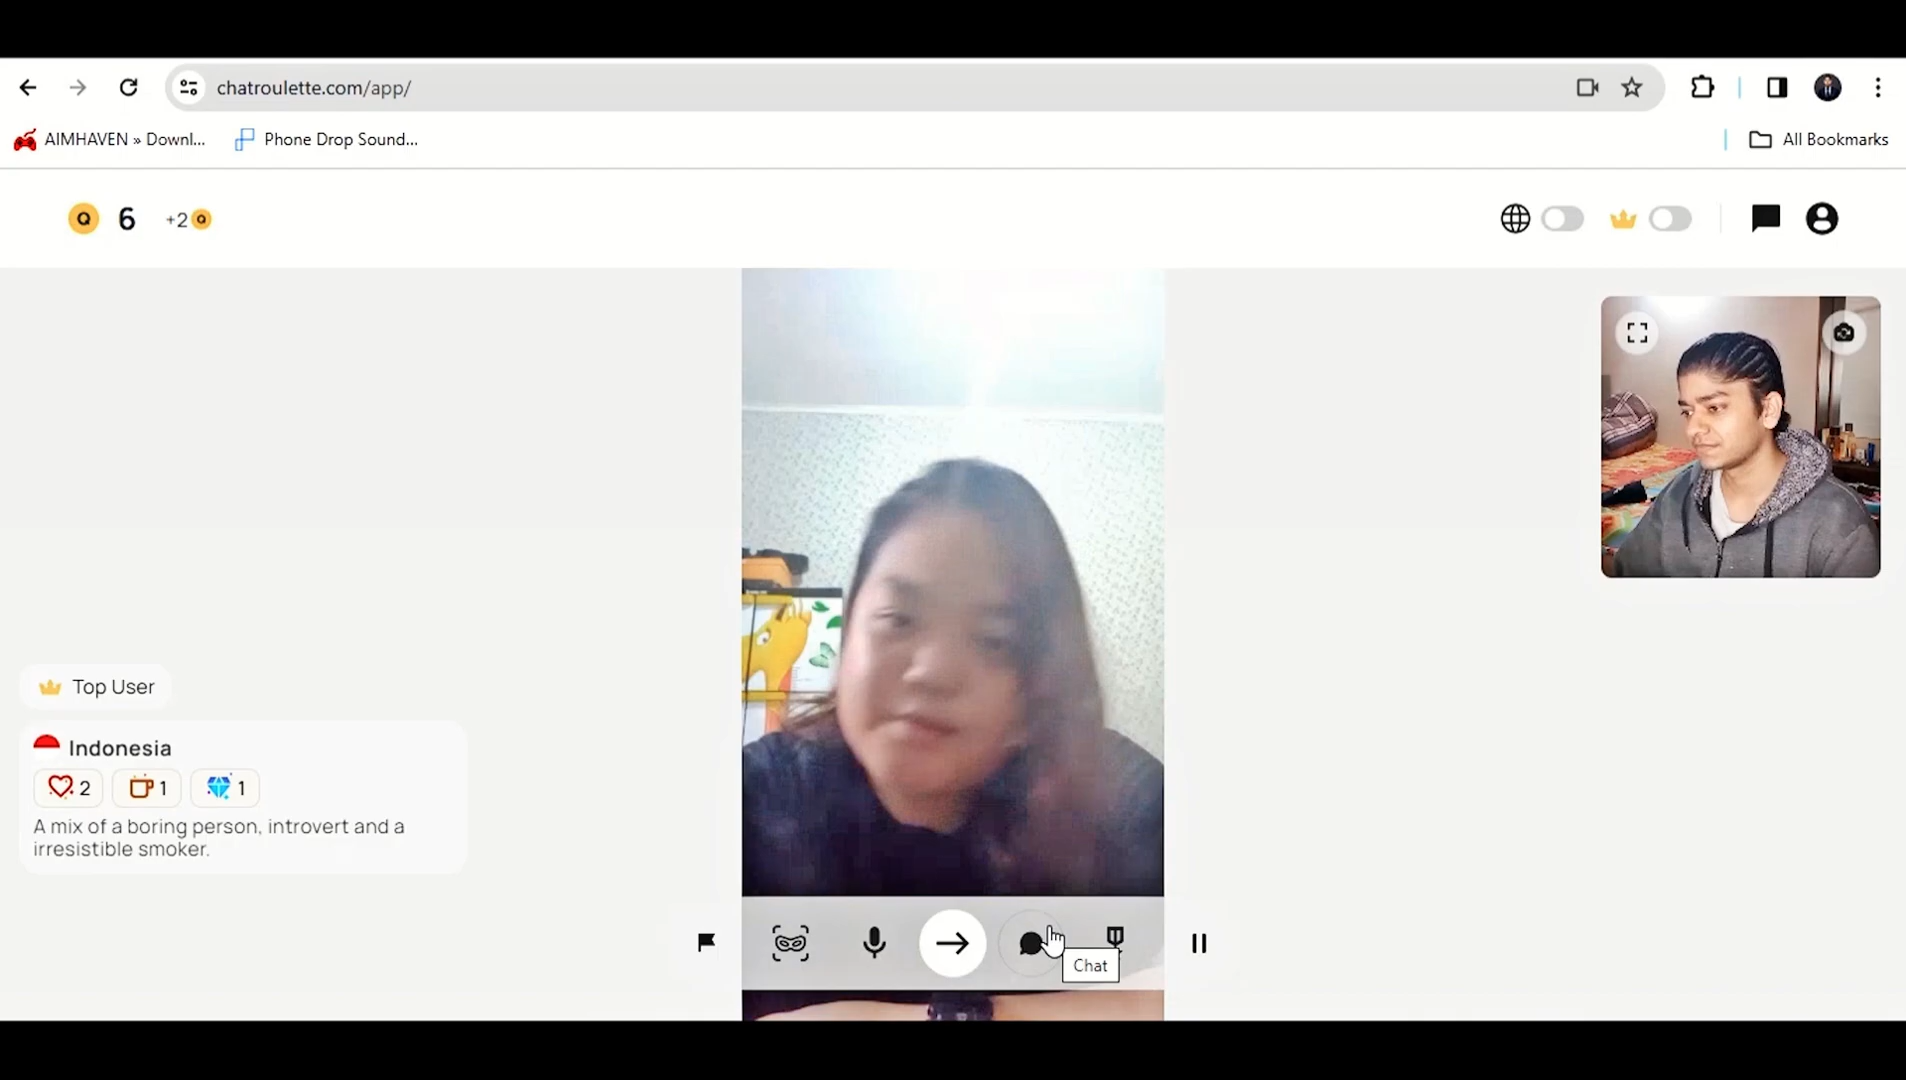 chatroulette.com/app/
AIMHAVEN » Downl...
Phone Drop Sound...
All Bookmarks
Q 6 +2 Q
Top User
Indonesia
2 1 1
A mix of a boring person, introvert and a
irresistible smoker.
Chat